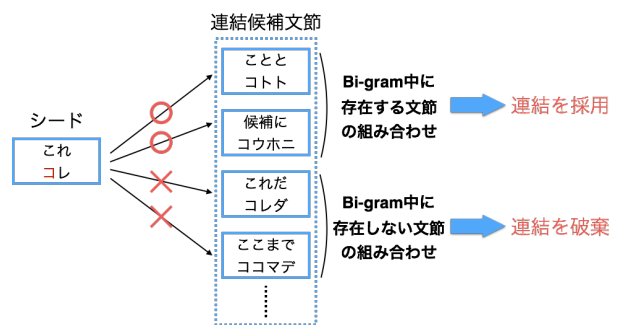 連結候補文節
シード
これ
コレ
ことと
コトト
候補に
コウホニ
これだ
コレダ
ここまで
ココマデ
Bi-gram中に
存在する文節
の組み合わせ
連結を採用
Bi-gram中に
存在しない文節
の組み合わせ
連結を破棄